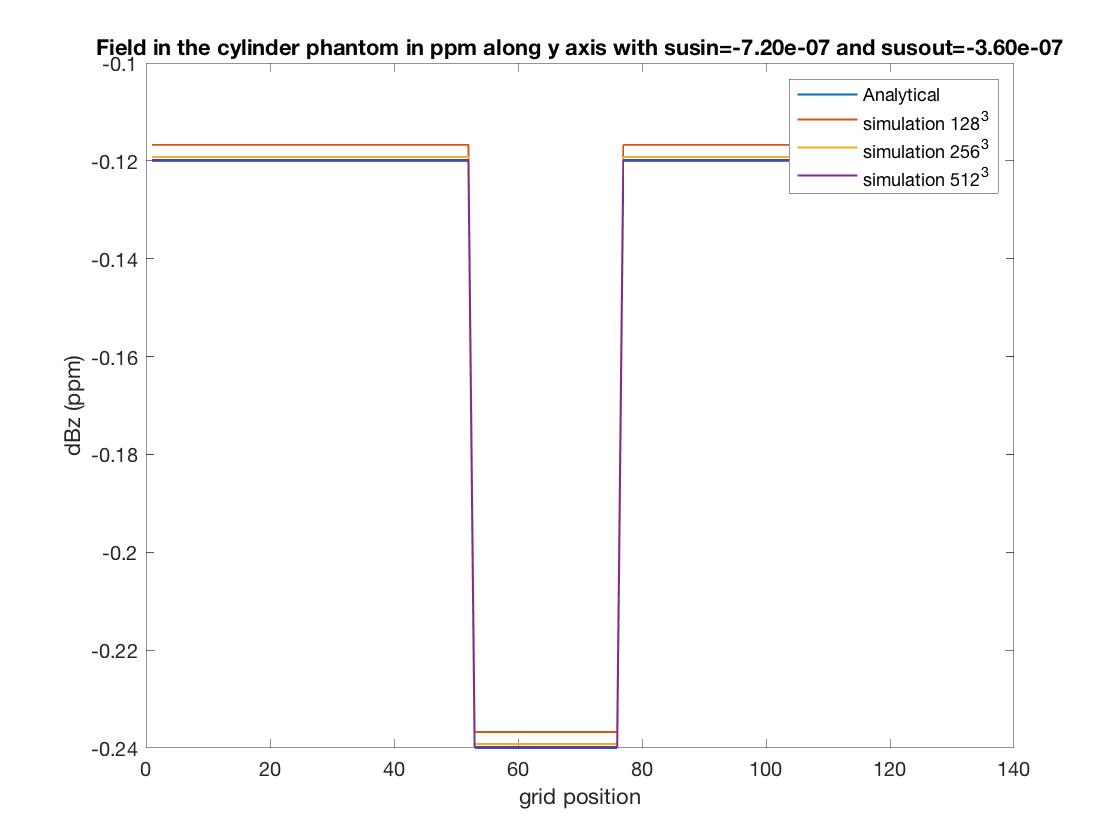 Field in the cylinder phantom in ppm along y axis with susin=-7.20e-07 and susout=-3.60e-07
-0.1
-0.12
-0.14
-0.16
-0.18
-0.2
-0.22
-0.24
dBz (ppm)
Analytical
simulation 128³
simulation 256³
simulation 512³
0 20 40 60 80 100 120 140
grid position